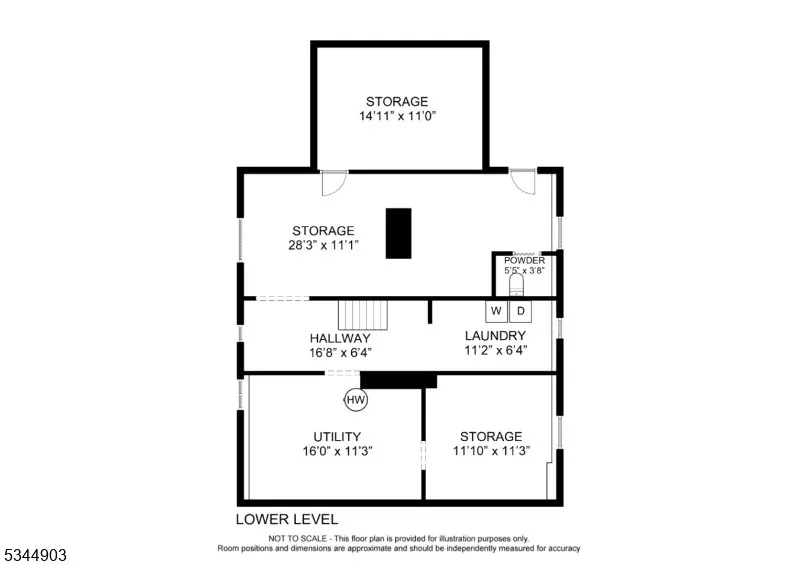 STORAGE
14’11” x 11’0”
STORAGE
28’3” x 11’1”
POWDER
5’5” x 3’8”
W D
HALLWAY
16’8” x 6’4”
LAUNDRY
11’2” x 6’4”
HW
UTILITY
16’0” x 11’3”
STORAGE
11’10” x 11’3”
LOWER LEVEL
NOT TO SCALE - This floor plan is provided for illustration purposes only.
Room positions and dimensions are approximate and should be independently measured for accuracy
5344903